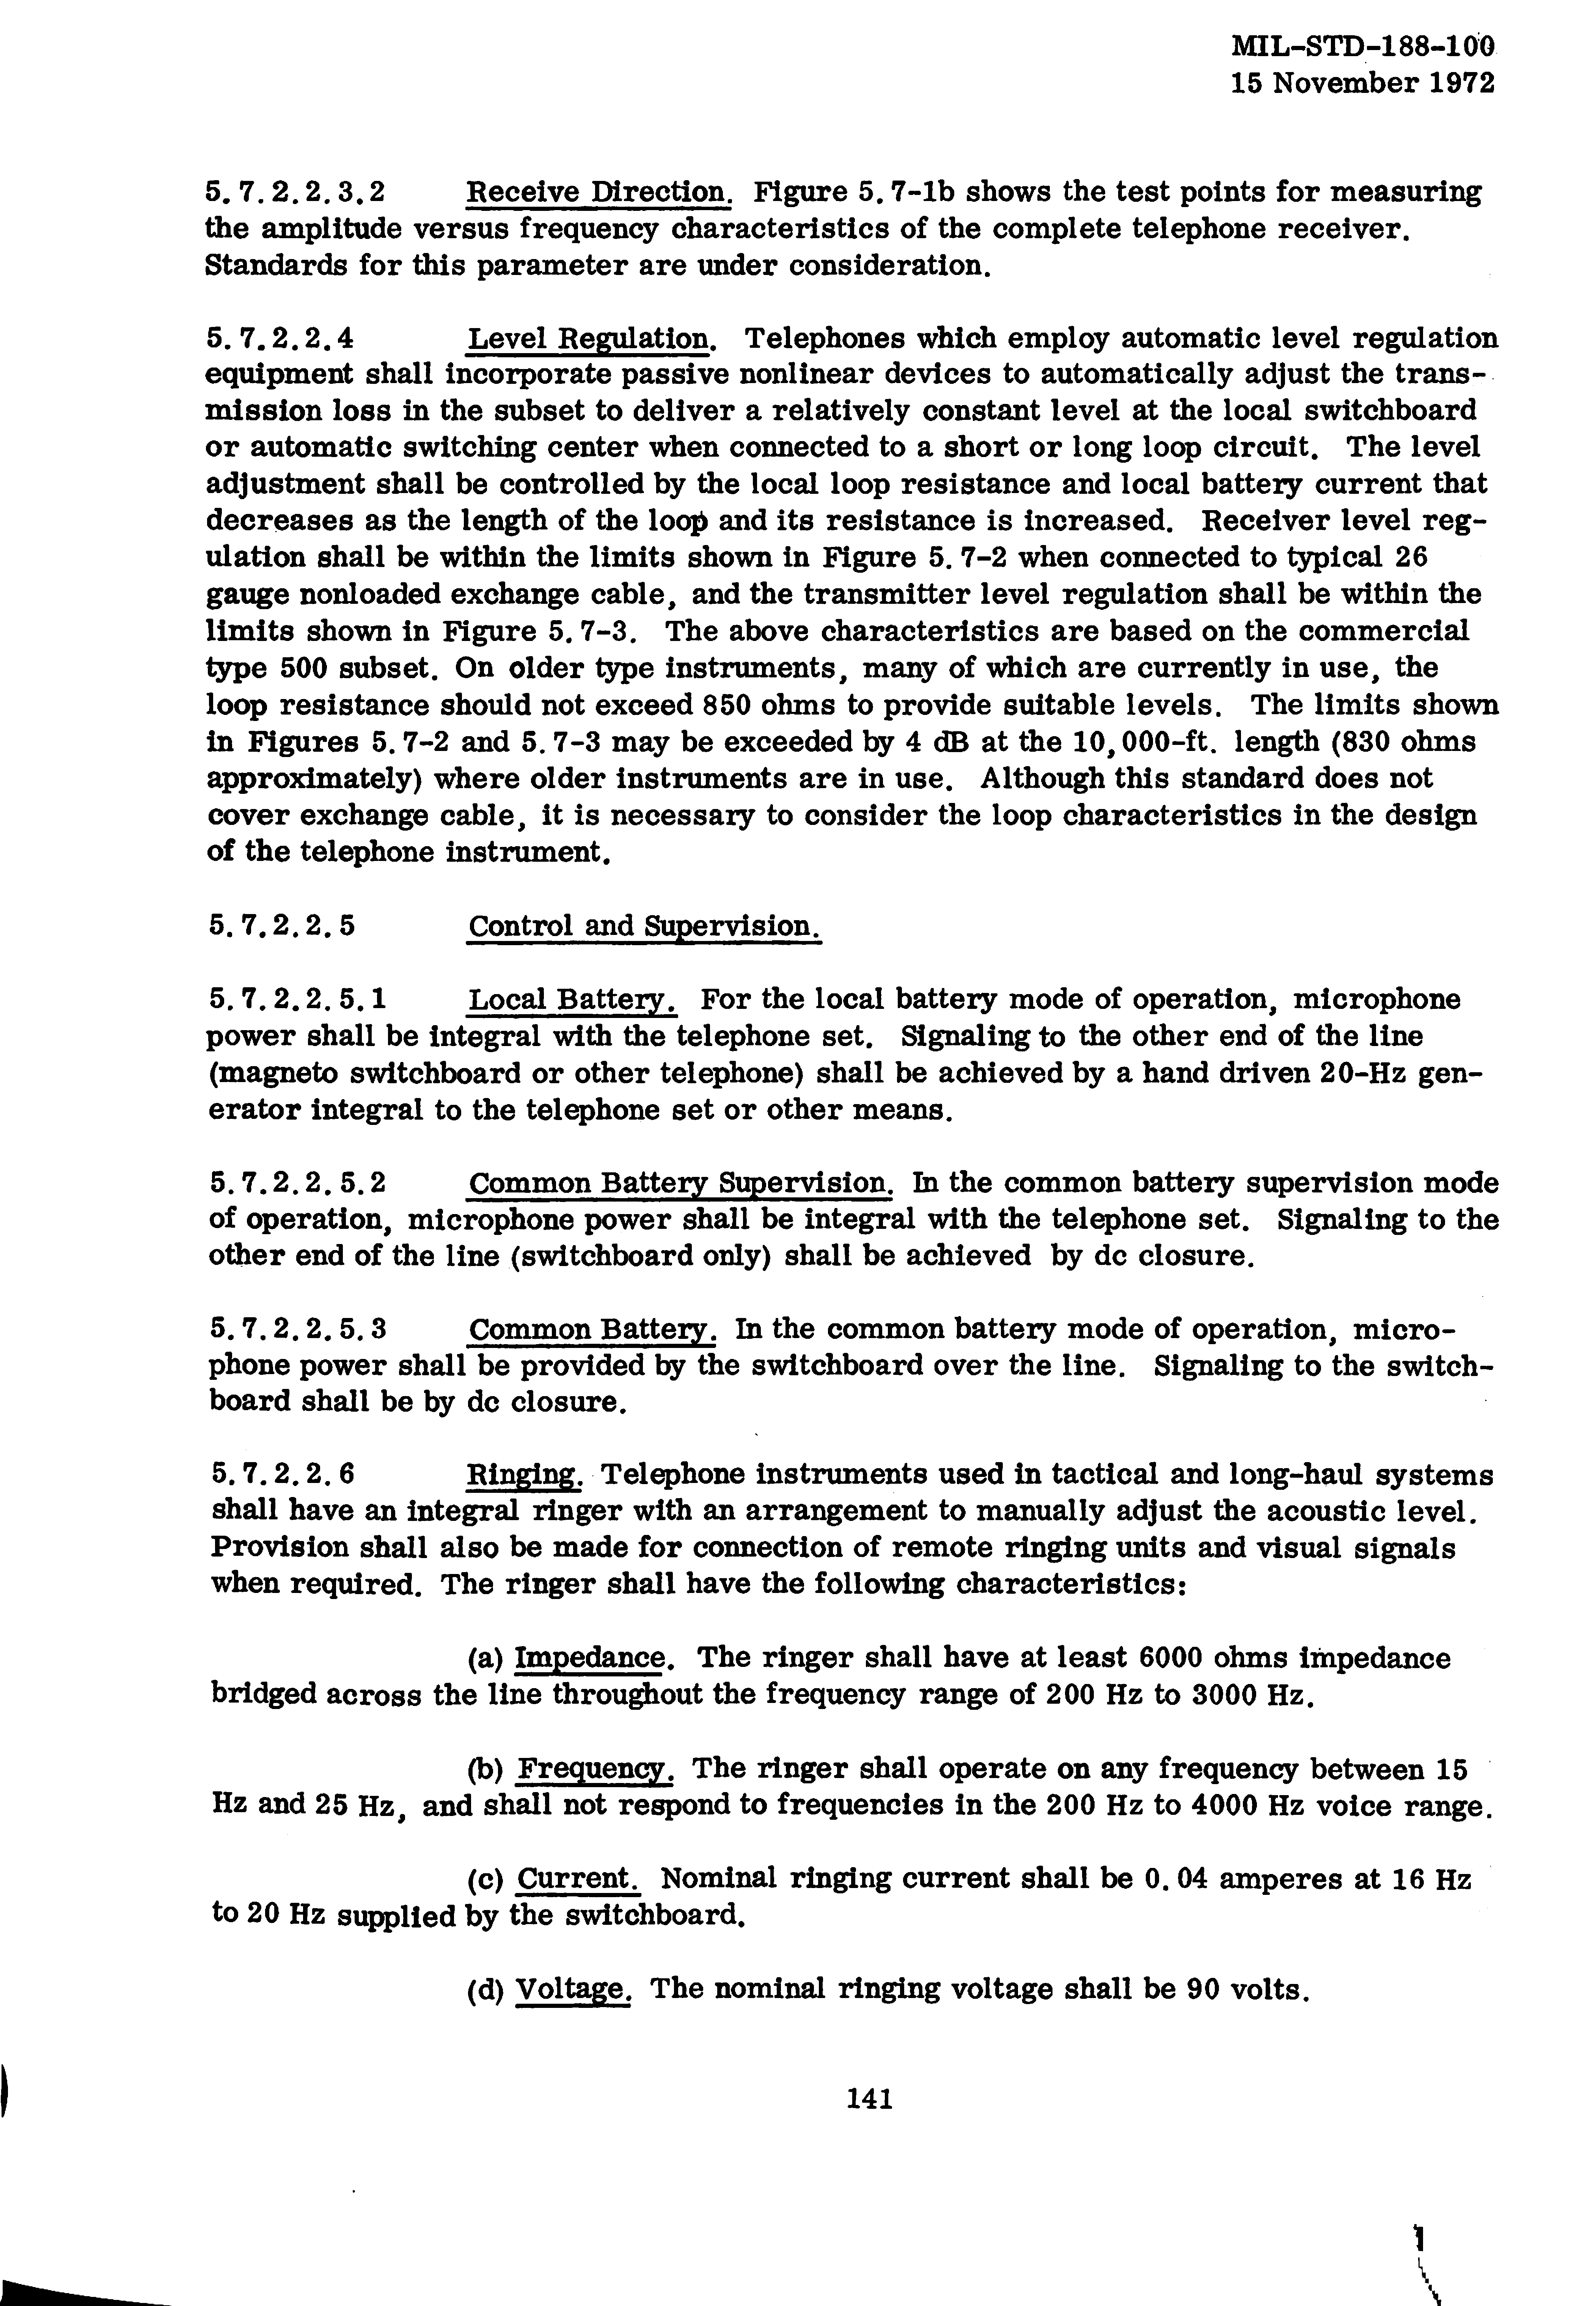 MIL-STD-188-100
15 November 1972
5.7.2.2.3.2 Receive Direction. Figure 5.7-1b shows the test points for measuring
the amplitude versus frequency characteristics of the complete telephone receiver.
Standards for this parameter are under consideration.
5.7.2.2.4 Level Regulation. Telephones which employ automatic level regulation
equipment shall incorporate passive nonlinear devices to automatically adjust the trans-
mission loss in the subset to deliver a relatively constant level at the local switchboard
or automatic switching center when connected to a short or long loop circuit. The level
adjustment shall be controlled by the local loop resistance and local battery current that
decreases as the length of the loop and its resistance is increased. Receiver level reg-
ulation shall be within the limits shown in Figure 5.7-2 when connected to typical 26
gauge nonloaded exchange cable, and the transmitter level regulation shall be within the
limits shown in Figure 5.7-3. The above characteristics are based on the commercial
type 500 subset. On older type instruments, many of which are currently in use, the
loop resistance should not exceed 850 ohms to provide suitable levels. The limits shown
in Figures 5.7-2 and 5.7-3 may be exceeded by 4 dB at the 10,000-ft. length (830 ohms
approximately) where older instruments are in use. Although this standard does not
cover exchange cable, it is necessary to consider the loop characteristics in the design
of the telephone instrument.
5.7.2.2.5 Control and Supervision.
5.7.2.2.5.1 Local Battery. For the local battery mode of operation, microphone
power shall be integral with the telephone set. Signaling to the other end of the line
(magneto switchboard or other telephone) shall be achieved by a hand driven 20-Hz gen-
erator integral to the telephone set or other means.
5.7.2.2.5.2 Common Battery Supervision. In the common battery supervision mode
of operation, microphone power shall be integral with the telephone set. Signaling to the
other end of the line (switchboard only) shall be achieved by dc closure.
5.7.2.2.5.3 Common Battery. In the common battery mode of operation, micro-
phone power shall be provided by the switchboard over the line. Signaling to the switch-
board shall be by dc closure.
5.7.2.2.6 Ringing. Telephone instruments used in tactical and long-haul systems
shall have an integral ringer with an arrangement to manually adjust the acoustic level.
Provision shall also be made for connection of remote ringing units and visual signals
when required. The ringer shall have the following characteristics:
(a) Impedance. The ringer shall have at least 6000 ohms impedance
bridged across the line throughout the frequency range of 200 Hz to 3000 Hz.
(b) Frequency. The ringer shall operate on any frequency between 15
Hz and 25 Hz, and shall not respond to frequencies in the 200 Hz to 4000 Hz voice range.
(c) Current. Nominal ringing current shall be 0.04 amperes at 16 Hz
to 20 Hz supplied by the switchboard.
(d) Voltage. The nominal ringing voltage shall be 90 volts.
141